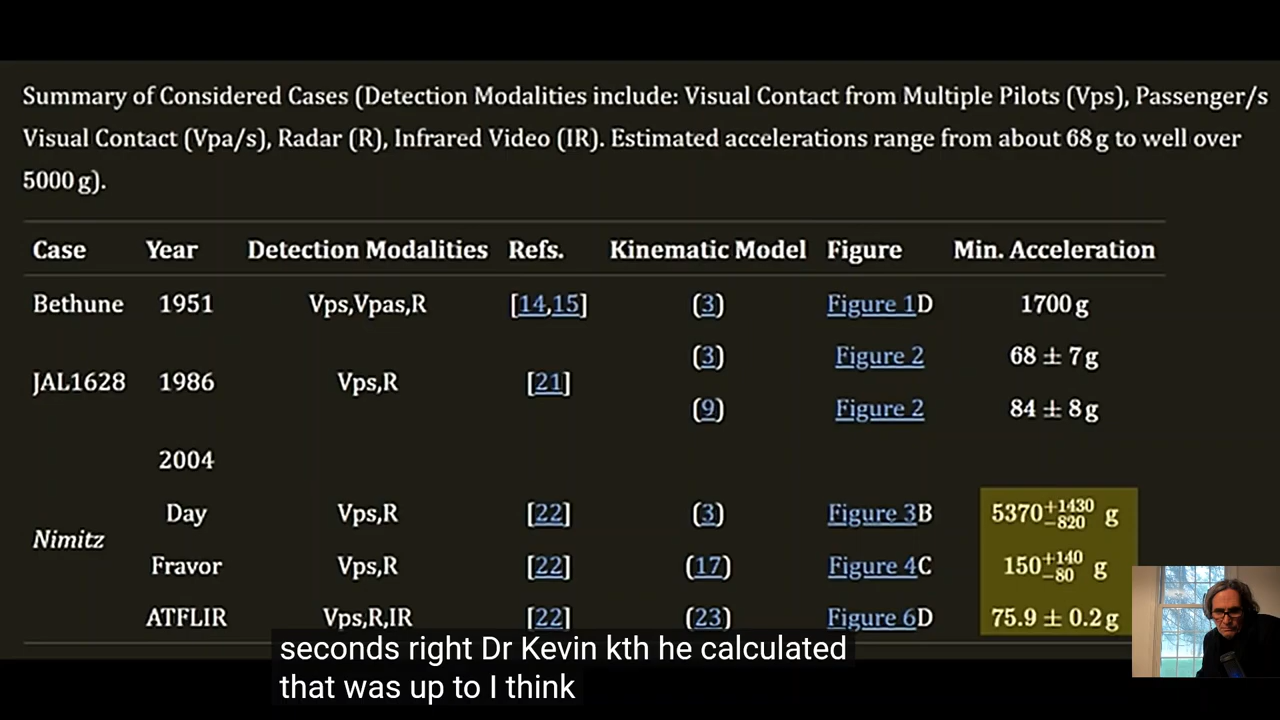 Summary of Considered Cases (Detection Modalities include: Visual Contact from Multiple Pilots (Vps), Passenger/s
Visual Contact (Vpa/s), Radar (R), Infrared Video (IR). Estimated accelerations range from about 68 g to well over
5000 g).
Case Year Detection Modalities Refs. Kinematic Model Figure Min. Acceleration
Bethune 1951 Vps,Vpas,R [14,15] (3) Figure 1D 1700 g
(3) Figure 2 68 ± 7 g
JAL1628 1986 Vps,R [21]
(9) Figure 2 84 ± 8 g
2004
Day Vps,R [22] (3) Figure 3B 5370 +1430 −820 g
Nimitz
Fravor Vps,R [22] (17) Figure 4C 150 +140 −80 g
ATFLIR Vps,R,IR [22] (23) Figure 6D 75.9 ± 0.2 g
seconds right Dr Kevin kth he calculated
that was up to I think